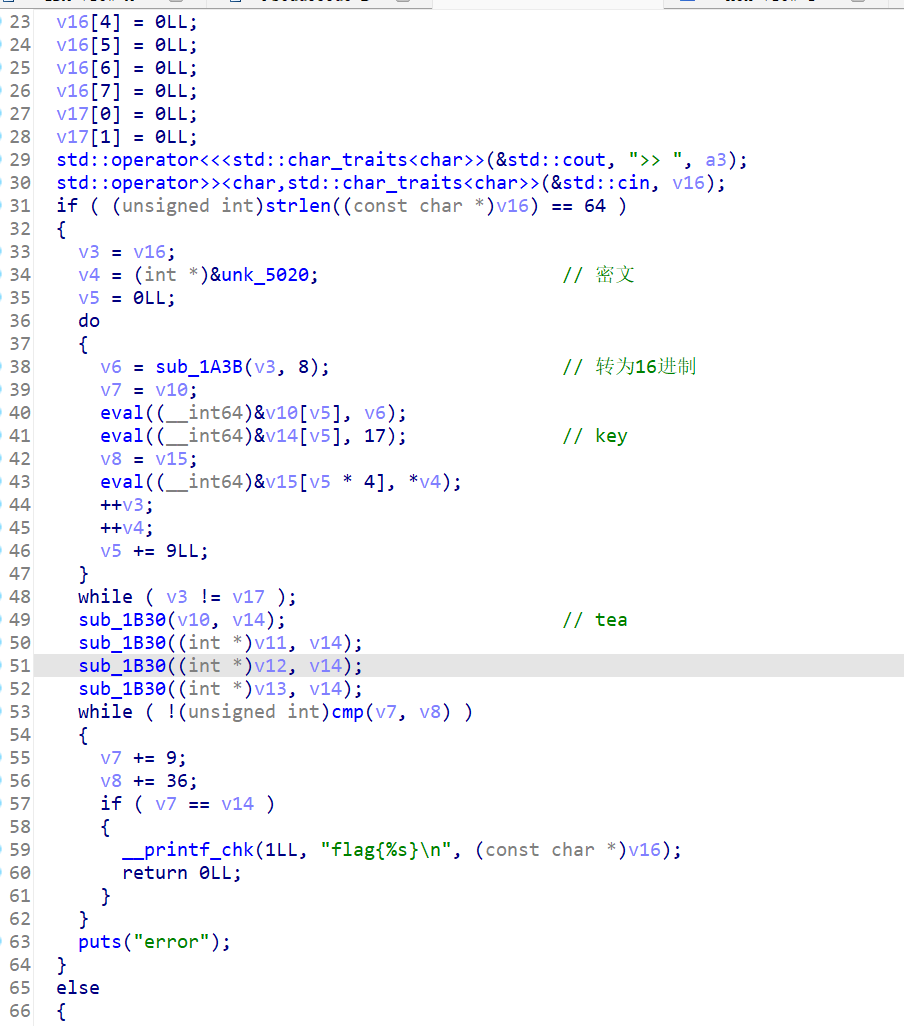 23 v16[4] = 0LL;
24 v16[5] = 0LL;
25 v16[6] = 0LL;
26 v16[7] = 0LL;
27 v17[0] = 0LL;
28 v17[1] = 0LL;
29 std::operator<<<std::char_traits<char>>(&std::cout, ">> ", a3);
30 std::operator>><char,std::char_traits<char>>(&std::cin, v16);
31 if ( (unsigned int)strlen((const char *)v16) == 64 )
32 {
33 v3 = v16;
34 v4 = (int *)&unk_5020; // 密文
35 v5 = 0LL;
36 do
37 {
38 v6 = sub_1A3B(v3, 8); // 转为16进制
39 v7 = v10;
40 eval((__int64)&v10[v5], v6);
41 eval((__int64)&v14[v5], 17); // key
42 v8 = v15;
43 eval((__int64)&v15[v5 * 4], *v4);
44 ++v3;
45 ++v4;
46 v5 += 9LL;
47 }
48 while ( v3 != v17 );
49 sub_1B30(v10, v14); // tea
50 sub_1B30((int *)v11, v14);
51 sub_1B30((int *)v12, v14);
52 sub_1B30((int *)v13, v14);
53 while ( !(unsigned int)cmp(v7, v8) )
54 {
55 v7 += 9;
56 v8 += 36;
57 if ( v7 == v14 )
58 {
59 __printf_chk(1LL, "flag{%s}\n", (const char *)v16);
60 return 0LL;
61 }
62 }
63 puts("error");
64 }
65 else
66 {